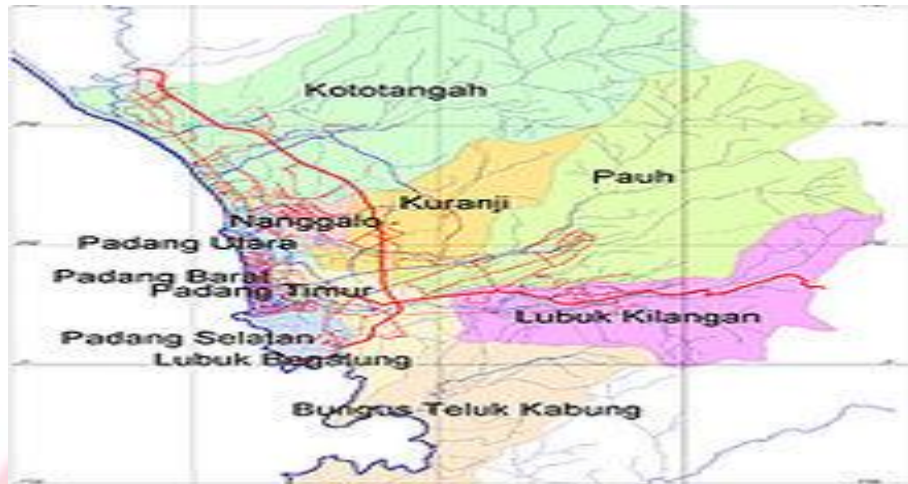 Kototangah
Pauh
Kuranji
Nanggalo
Padang Utara
Padang Barat
Padang Timur
Lubuk Kilangan
Padang Selatan
Lubuk Begalung
Bungus Teluk Kabung